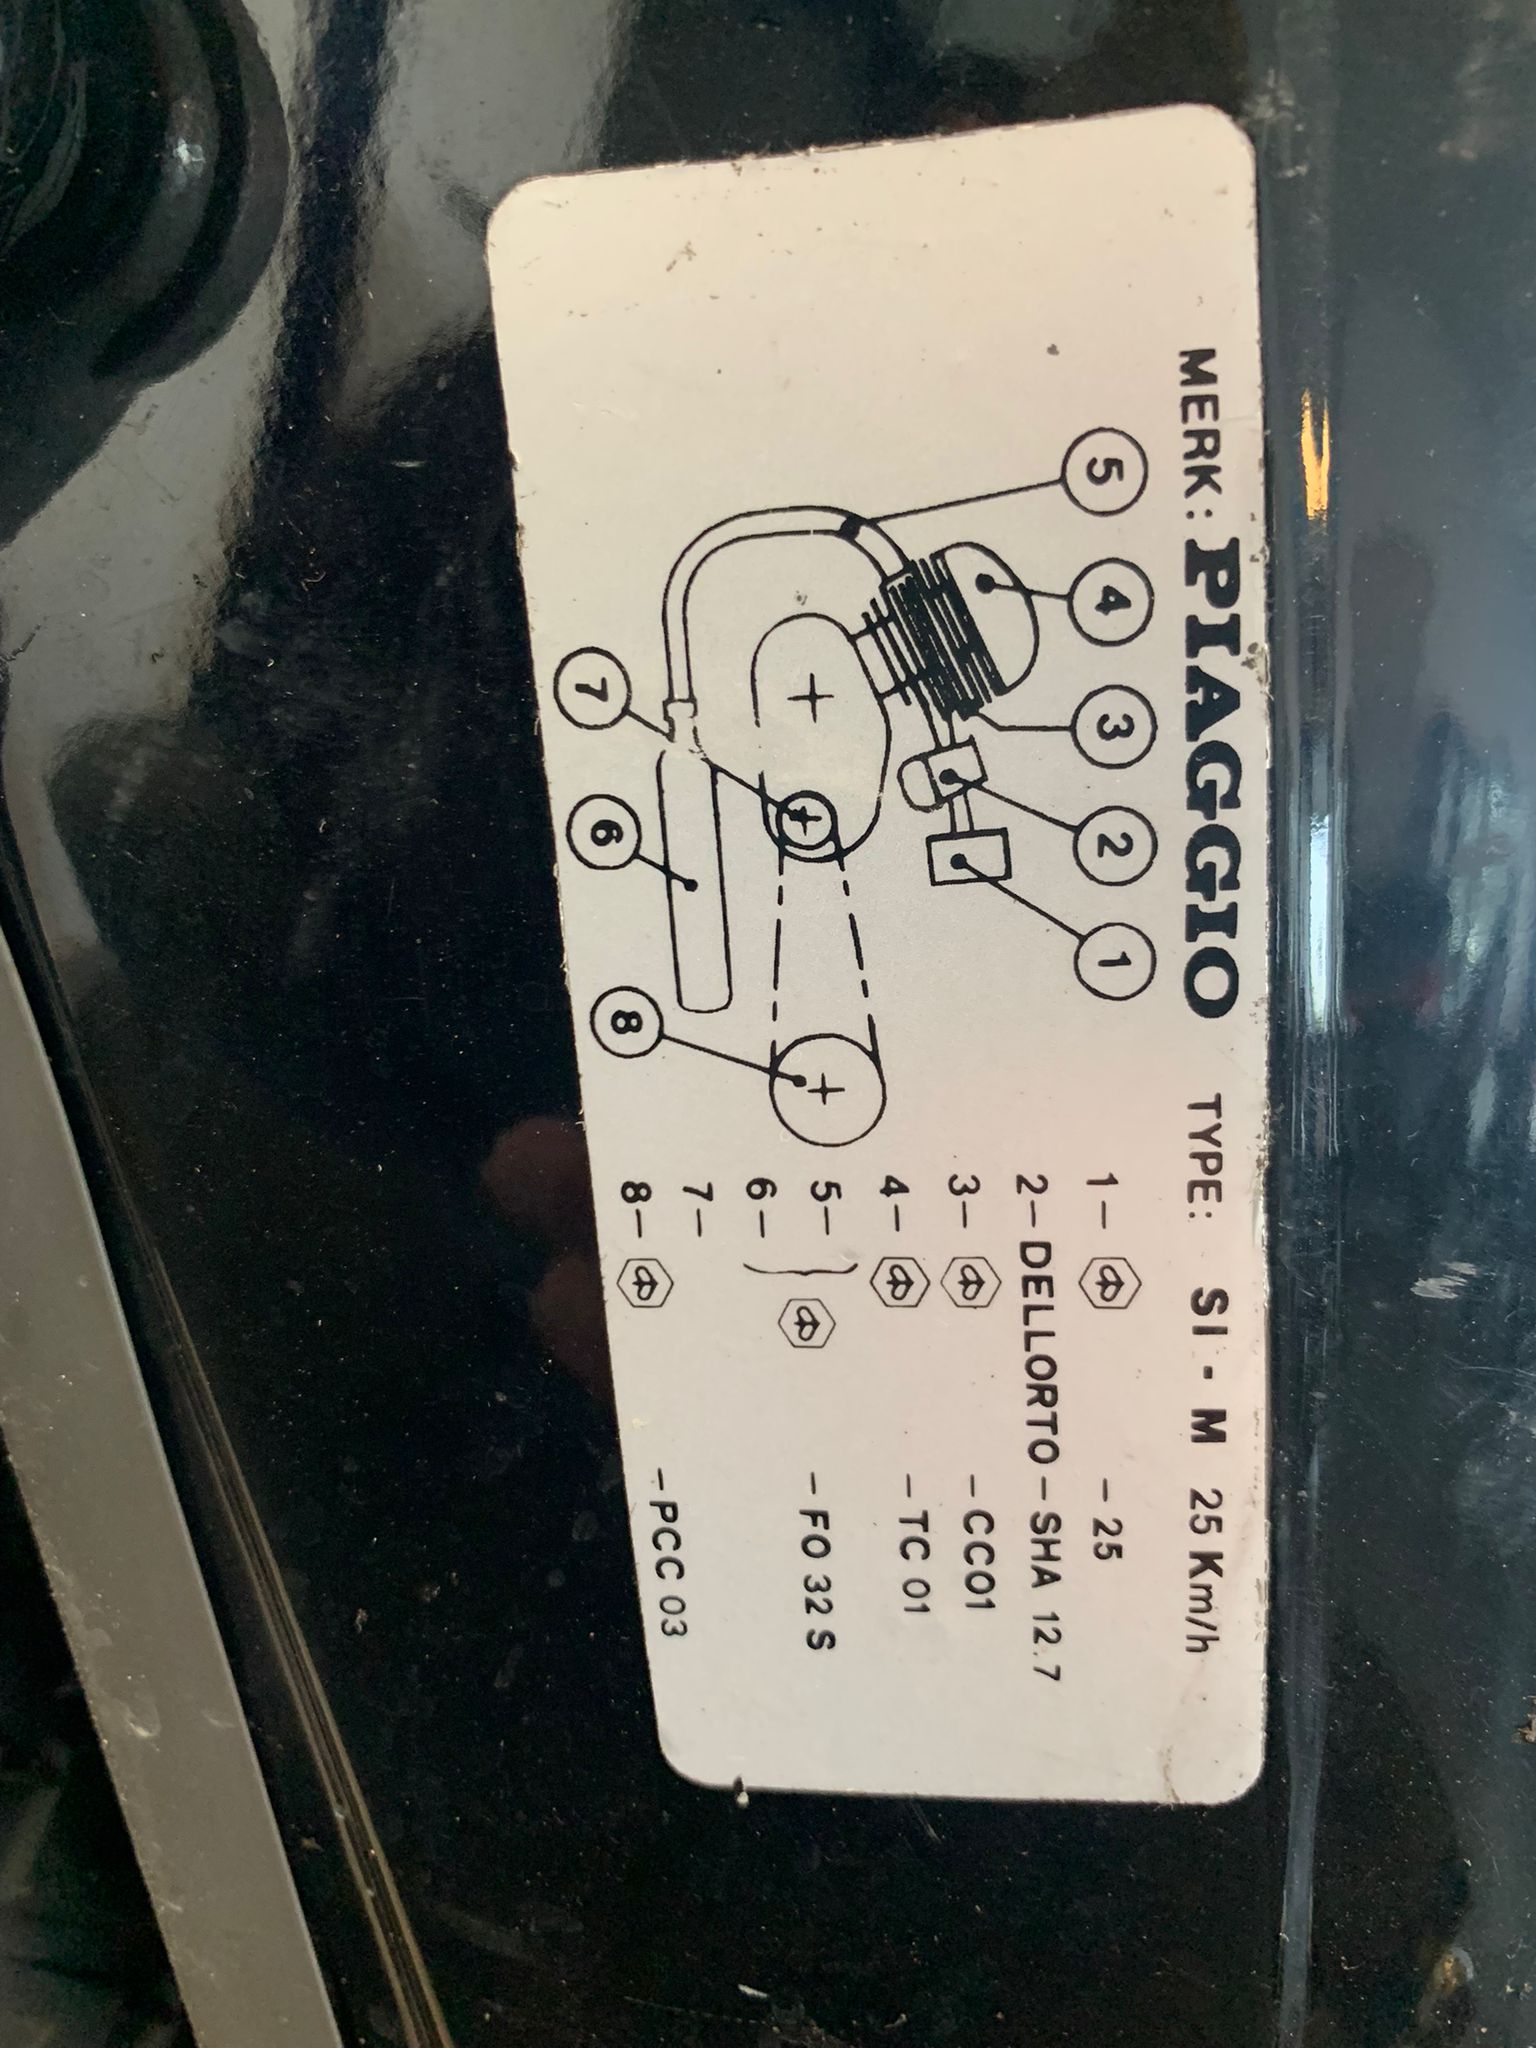 MERK: PIAGGIO TYPE: SI - M 25 Km/h
5 4 3 2 1
7 6 8
1- - 25
2-DELLORTO-SHA 12.7
3- -CCO1
4- -TC 01
5-
6- - FO 32 S
7-
8- -PCC 03